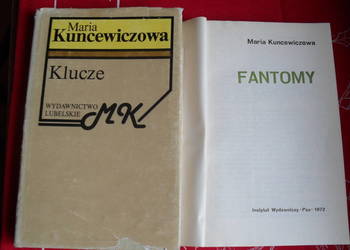 Maria
Kuncewiczowa
Klucze
WYDAWNICTWO
LUBELSKIE
MK
Maria Kuncewiczowa
FANTOMY
Instytut Wydawniczy · Pax · 1972